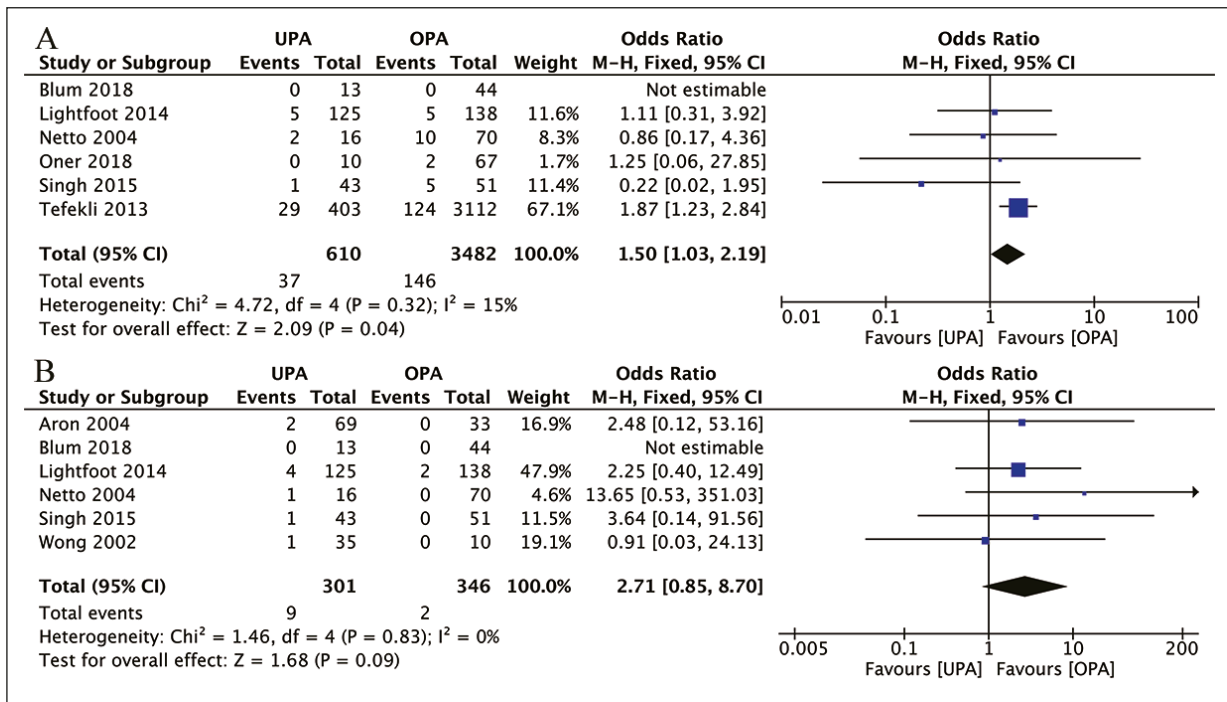 A
UPA OPA Odds Ratio Odds Ratio
Study or Subgroup Events Total Events Total Weight M-H, Fixed, 95% CI M-H, Fixed, 95% CI
Blum 2018 0 13 0 44 Not estimable
Lightfoot 2014 5 125 5 138 11.6% 1.11 [0.31, 3.92]
Netto 2004 2 16 10 70 8.3% 0.86 [0.17, 4.36]
Oner 2018 0 10 2 67 1.7% 1.25 [0.06, 27.85]
Singh 2015 1 43 5 51 11.4% 0.22 [0.02, 1.95]
Tefekli 2013 29 403 124 3112 67.1% 1.87 [1.23, 2.84]
Total (95% CI) 610 3482 100.0% 1.50 [1.03, 2.19]
Total events 37 146
Heterogeneity: Chi² = 4.72, df = 4 (P = 0.32); I² = 15%
Test for overall effect: Z = 2.09 (P = 0.04)
0.01 0.1 1 10 100
Favours [UPA] Favours [OPA]
B
UPA OPA Odds Ratio Odds Ratio
Study or Subgroup Events Total Events Total Weight M-H, Fixed, 95% CI M-H, Fixed, 95% CI
Aron 2004 2 69 0 33 16.9% 2.48 [0.12, 53.16]
Blum 2018 0 13 0 44 Not estimable
Lightfoot 2014 4 125 2 138 47.9% 2.25 [0.40, 12.49]
Netto 2004 1 16 0 70 4.6% 13.65 [0.53, 351.03]
Singh 2015 1 43 0 51 11.5% 3.64 [0.14, 91.56]
Wong 2002 1 35 0 10 19.1% 0.91 [0.03, 24.13]
Total (95% CI) 301 346 100.0% 2.71 [0.85, 8.70]
Total events 9 2
Heterogeneity: Chi² = 1.46, df = 4 (P = 0.83); I² = 0%
Test for overall effect: Z = 1.68 (P = 0.09)
0.005 0.1 1 10 200
Favours [UPA] Favours [OPA]